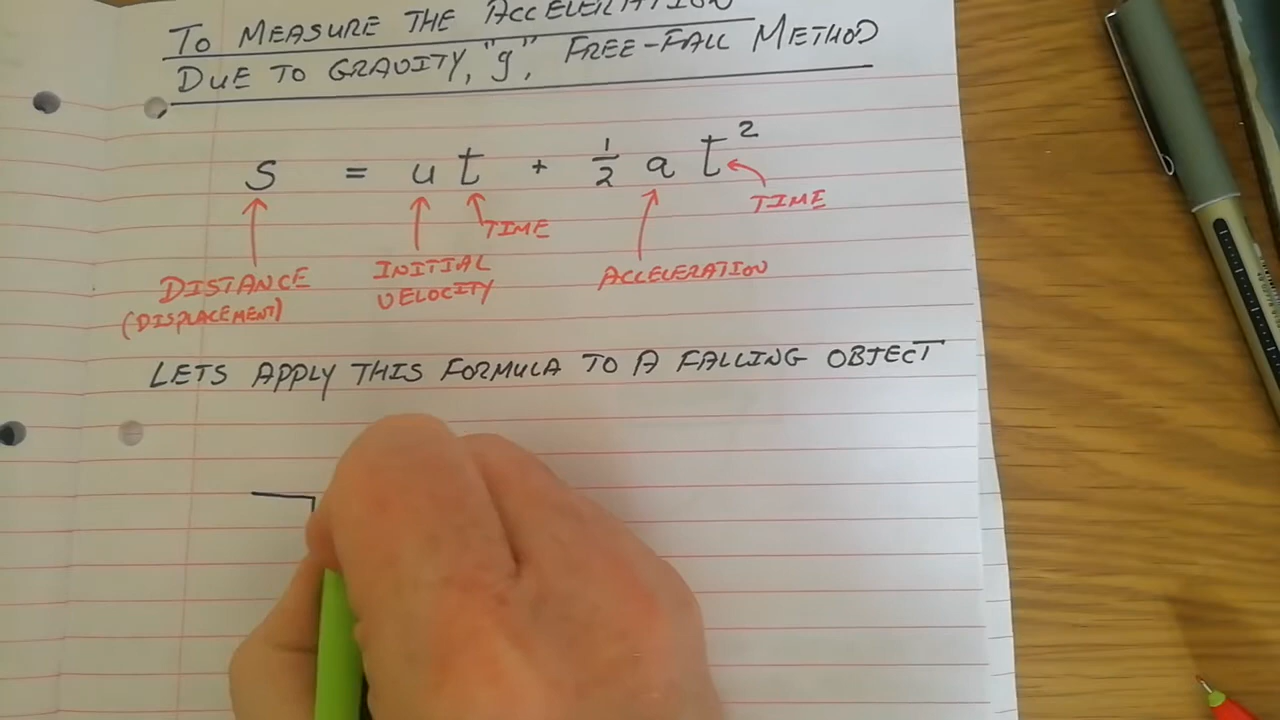 TO MEASURE THE ACCELERATION
DUE TO GRAVITY, "g", FREE-FALL METHOD
s = ut + 1/2 a t²
TIME
TIME
DISTANCE
(DISPLACEMENT)
INITIAL
VELOCITY
ACCELERATION
LETS APPLY THIS FORMULA TO A FALLING OBJECT